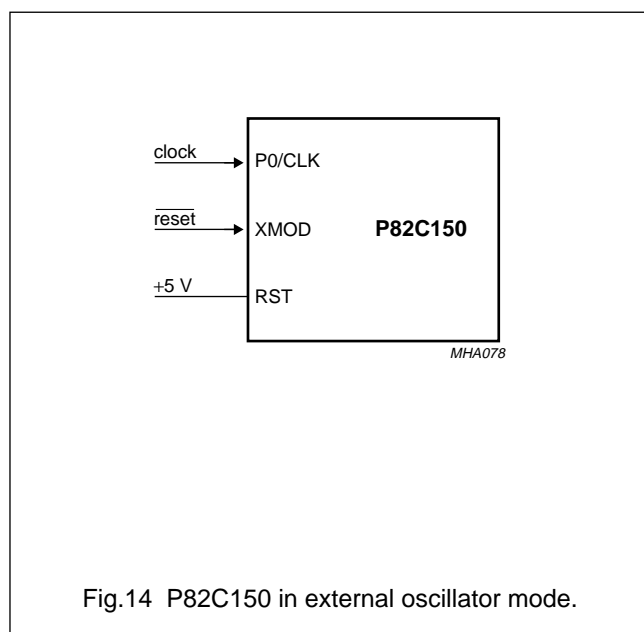 clock
P0/CLK
reset
XMOD
P82C150
+5 V
RST
MHA078
Fig.14 P82C150 in external oscillator mode.